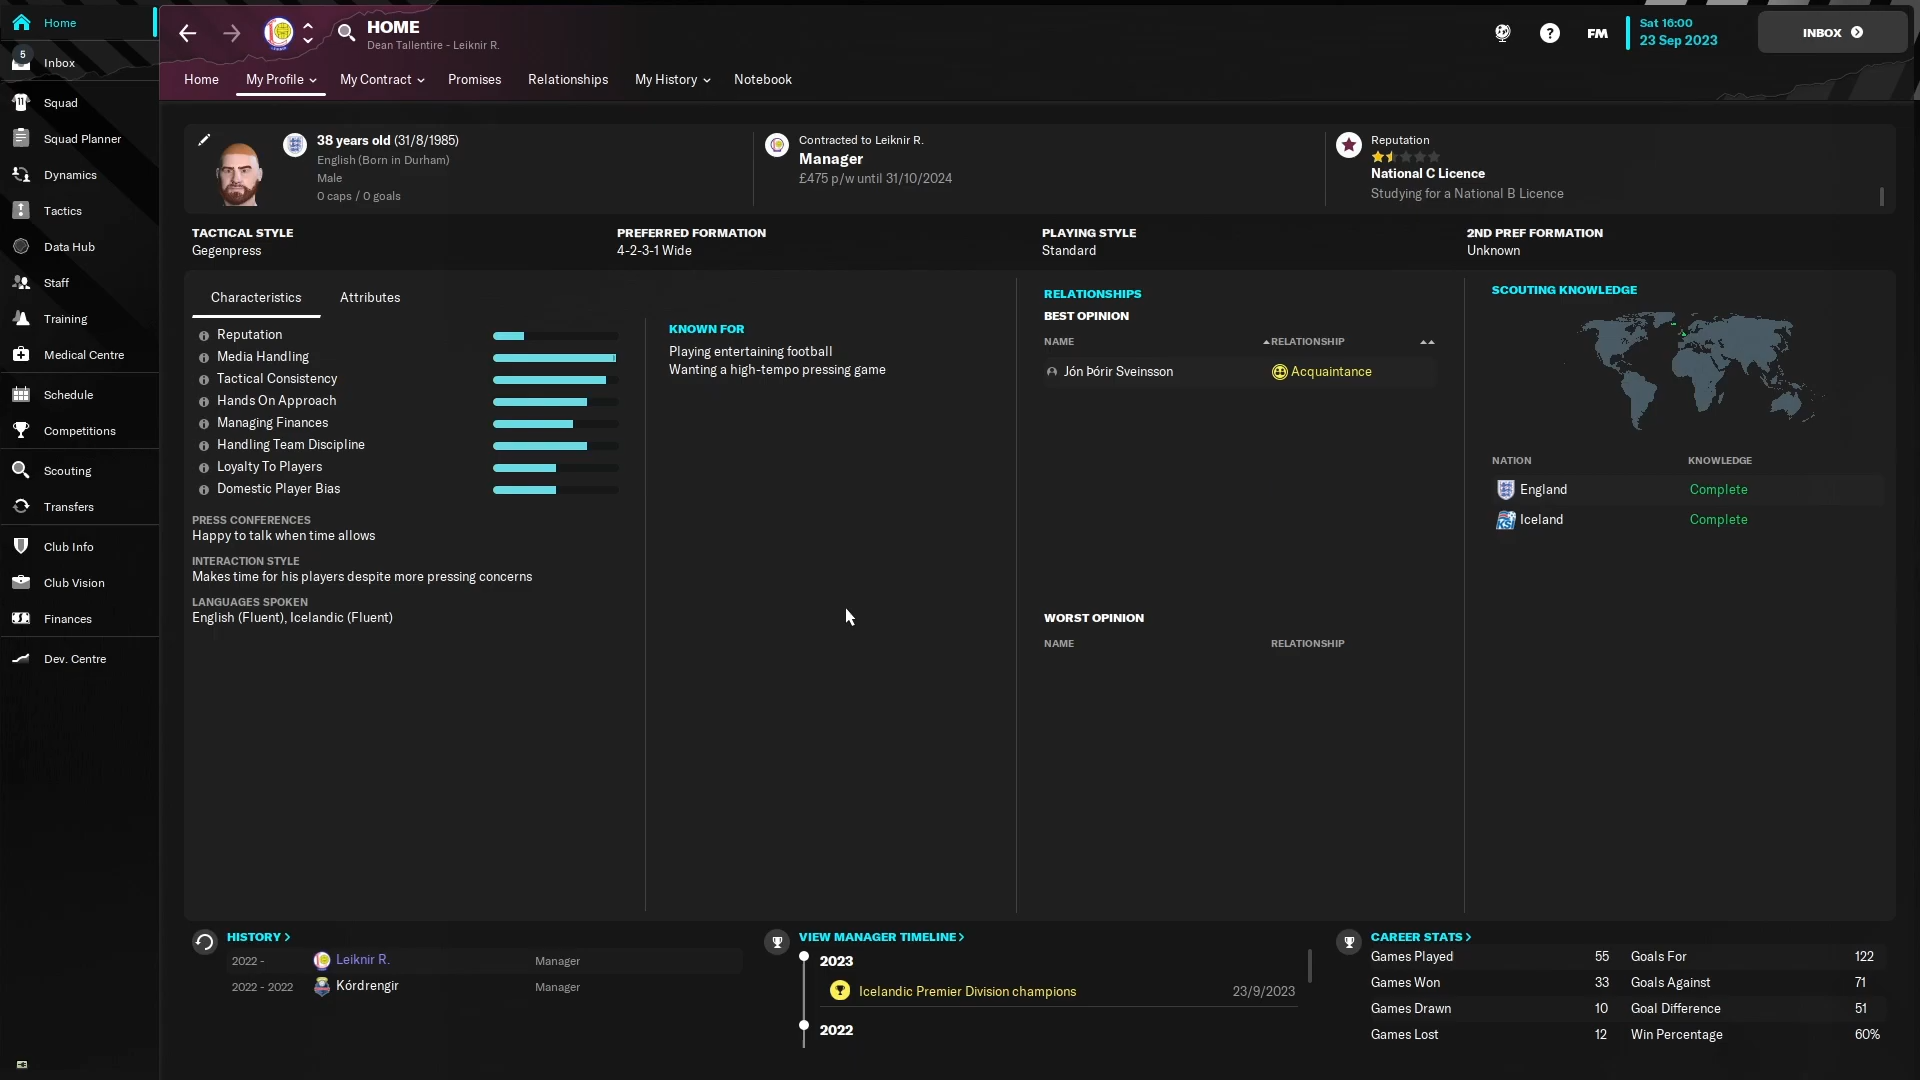 Home
5
Inbox
Squad
Squad Planner
Dynamics
Tactics
Data Hub
Staff
Training
Medical Centre
Schedule
Competitions
Scouting
Transfers
Club Info
Club Vision
Finances
Dev. Centre
HOME
Dean Tallentire - Leiknir R.
?
FM
Sat 16:00
23 Sep 2023
INBOX
Home
My Profile
My Contract
Promises
Relationships
My History
Notebook
38 years old (31/8/1985)
English (Born in Durham)
Male
0 caps / 0 goals
Contracted to Leiknir R.
Manager
£475 p/w until 31/10/2024
Reputation
National C Licence
Studying for a National B Licence
TACTICAL STYLE
Gegenpress
PREFERRED FORMATION
4-2-3-1 Wide
PLAYING STYLE
Standard
2ND PREF FORMATION
Unknown
Characteristics
Attributes
Reputation
Media Handling
Tactical Consistency
Hands On Approach
Managing Finances
Handling Team Discipline
Loyalty To Players
Domestic Player Bias
PRESS CONFERENCES
Happy to talk when time allows
INTERACTION STYLE
Makes time for his players despite more pressing concerns
LANGUAGES SPOKEN
English (Fluent), Icelandic (Fluent)
KNOWN FOR
Playing entertaining football
Wanting a high-tempo pressing game
RELATIONSHIPS
BEST OPINION
NAME RELATIONSHIP
Jón Þórir Sveinsson Acquaintance
WORST OPINION
NAME RELATIONSHIP
SCOUTING KNOWLEDGE
NATION KNOWLEDGE
England Complete
Iceland Complete
HISTORY
2022 - Leiknir R. Manager
2022 - 2022 Kórdrengir Manager
VIEW MANAGER TIMELINE
2023
Icelandic Premier Division champions 23/9/2023
2022
CAREER STATS
Games Played 55 Goals For 122
Games Won 33 Goals Against 71
Games Drawn 10 Goal Difference 51
Games Lost 12 Win Percentage 60%